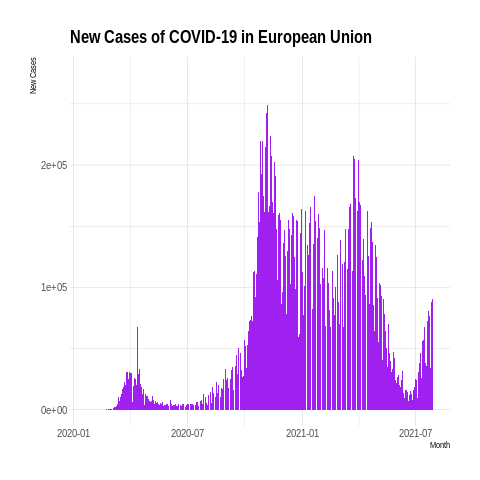 New Cases of COVID-19 in European Union
New Cases
2e+05
1e+05
0e+00
2020-01 2020-07 2021-01 2021-07
Month